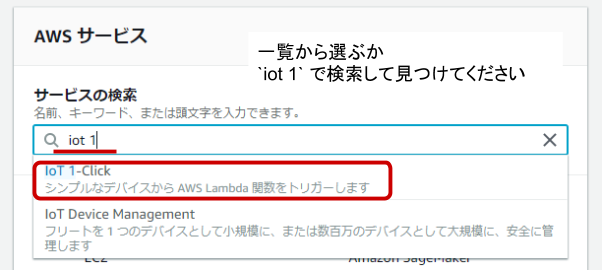 AWS サービス
一覧から選ぶか
`iot 1` で検索して見つけてください
サービスの検索
名前、キーワード、または頭文字を入力できます。
iot 1
IoT 1-Click
シンプルなデバイスから AWS Lambda 関数をトリガーします
IoT Device Management
フリートを 1 つのデバイスとして小規模に、または数百万のデバイスとして大規模に、安全に管
理します
EC2
Amazon SageMaker